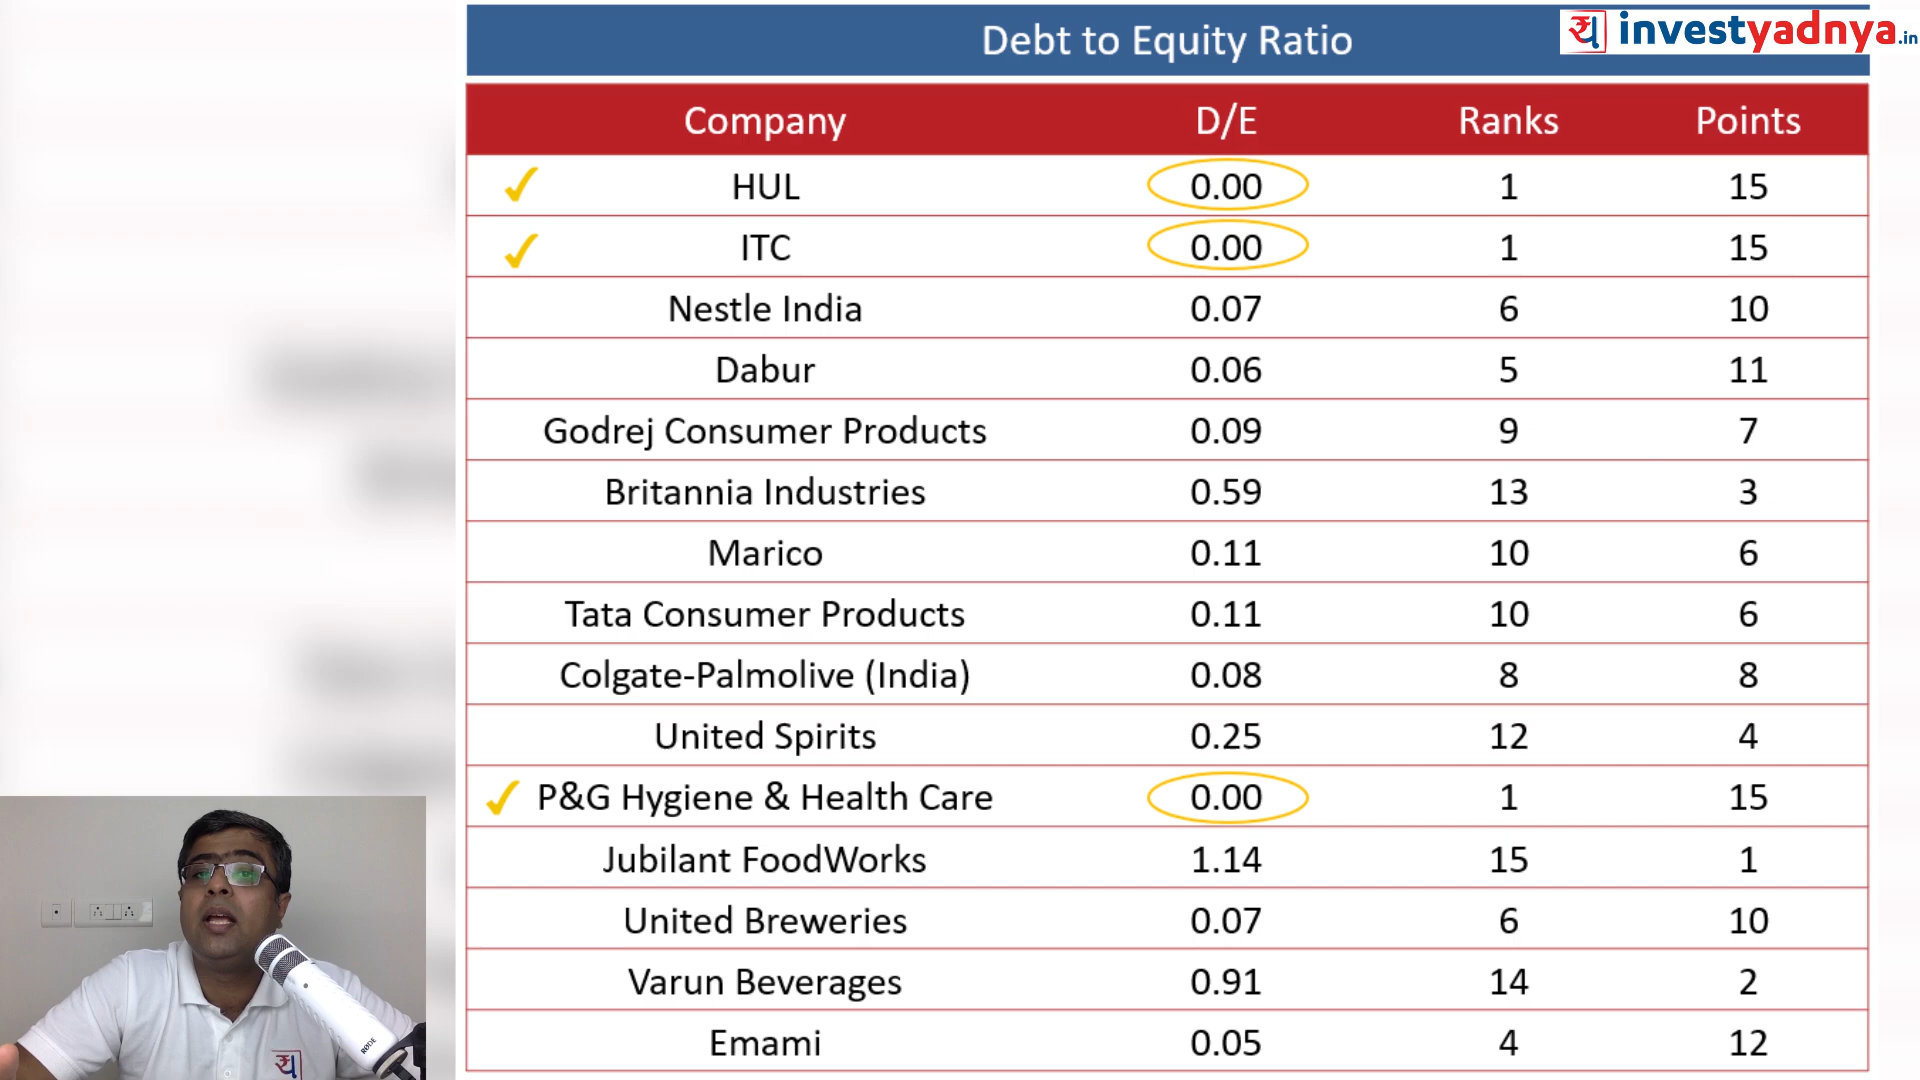 Debt to Equity Ratio
investyadnya.in
Company D/E Ranks Points
HUL 0.00 1 15
ITC 0.00 1 15
Nestle India 0.07 6 10
Dabur 0.06 5 11
Godrej Consumer Products 0.09 9 7
Britannia Industries 0.59 13 3
Marico 0.11 10 6
Tata Consumer Products 0.11 10 6
Colgate-Palmolive (India) 0.08 8 8
United Spirits 0.25 12 4
P&G Hygiene & Health Care 0.00 1 15
Jubilant FoodWorks 1.14 15 1
United Breweries 0.07 6 10
Varun Beverages 0.91 14 2
Emami 0.05 4 12
RØDE